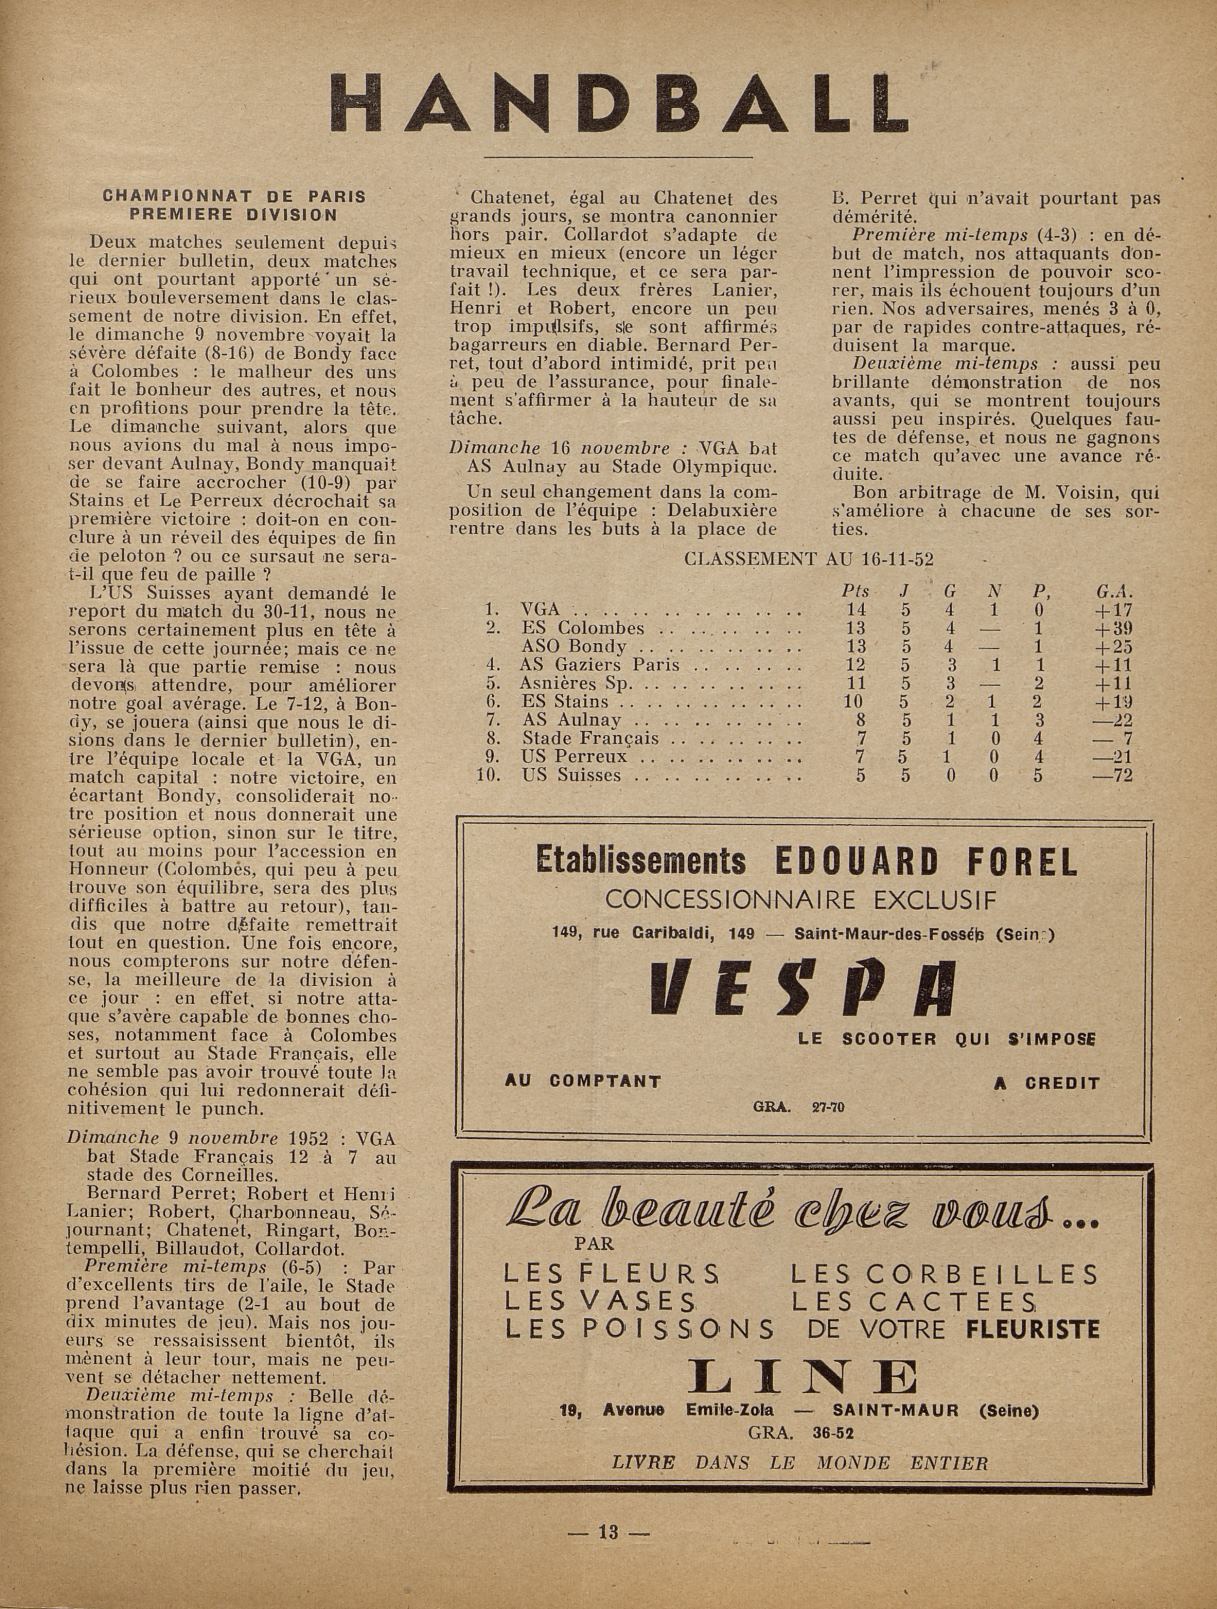 HANDBALL
CHAMPIONNAT DE PARIS
PREMIERE DIVISION
Deux matches seulement depuis
le dernier bulletin, deux matches
qui ont pourtant apporté un sé-
rieux bouleversement dans le clas-
sement de notre division. En effet,
le dimanche 9 novembre voyait la
sévère défaite (8-16) de Bondy face
à Colombes : le malheur des uns
fait le bonheur des autres, et nous
en profitions pour prendre la tête.
Le dimanche suivant, alors que
nous avions du mal à nous impo-
ser devant Aulnay, Bondy manquait
de se faire accrocher (10-9) par
Stains et Le Perreux décrochait sa
première victoire : doit-on en con-
clure à un réveil des équipes de fin
de peloton ? ou ce sursaut ne sera-
t-il que feu de paille ?
L'US Suisses ayant demandé le
report du match du 30-11, nous ne
serons certainement plus en tête à
l'issue de cette journée; mais ce ne
sera là que partie remise : nous
devons attendre, pour améliorer
notre goal avérage. Le 7-12, à Bon-
dy, se jouera (ainsi que nous le di-
sions dans le dernier bulletin), en-
tre l'équipe locale et la VGA, un
match capital : notre victoire, en
écartant Bondy, consoliderait no-
tre position et nous donnerait une
sérieuse option, sinon sur le titre,
tout au moins pour l'accession en
Honneur (Colombes, qui peu à peu
trouve son équilibre, sera des plus
difficiles à battre au retour), tan-
dis que notre défaite remettrait
tout en question. Une fois encore,
nous compterons sur notre défen-
se, la meilleure de la division à
ce jour : en effet, si notre atta-
que s'avère capable de bonnes cho-
ses, notamment face à Colombes
et surtout au Stade Français, elle
ne semble pas avoir trouvé toute la
cohésion qui lui redonnerait défi-
nitivement le punch.
Dimanche 9 novembre 1952 : VGA
bat Stade Français 12 à 7 au
stade des Corneilles.
Bernard Perret; Robert et Henri
Lanier; Robert, Charbonneau, Sé-
journant; Chatenet, Ringart, Bon-
tempelli, Billaudot, Collardot.
Première mi-temps (6-5) : Par
d'excellents tirs de l'aile, le Stade
prend l'avantage (2-1 au bout de
dix minutes de jeu). Mais nos jou-
eurs se ressaisissent bientôt, ils
mènent à leur tour, mais ne peu-
vent se détacher nettement.
Deuxième mi-temps : Belle dé-
monstration de toute la ligne d'at-
taque qui a enfin trouvé sa co-
hésion. La défense, qui se cherchait
dans la première moitié du jeu,
ne laisse plus rien passer.
Chatenet, égal au Chatenet des
grands jours, se montra canonnier
hors pair. Collardot s'adapte de
mieux en mieux (encore un léger
travail technique, et ce sera par-
fait !). Les deux frères Lanier,
Henri et Robert, encore un peu
trop impulsifs, se sont affirmés
bagarreurs en diable. Bernard Per-
ret, tout d'abord intimidé, prit peu
à peu de l'assurance, pour finale-
ment s'affirmer à la hauteur de sa
tâche.
Dimanche 16 novembre : VGA bat
AS Aulnay au Stade Olympique.
Un seul changement dans la com-
position de l'équipe : Delabuxière
rentre dans les buts à la place de
B. Perret qui n'avait pourtant pas
démérité.
Première mi-temps (4-3) : en dé-
but de match, nos attaquants don-
nent l'impression de pouvoir sco-
rer, mais ils échouent toujours d'un
rien. Nos adversaires, menés 3 à 0,
par de rapides contre-attaques, ré-
duisent la marque.
Deuxième mi-temps : aussi peu
brillante démonstration de nos
avants, qui se montrent toujours
aussi peu inspirés. Quelques fau-
tes de défense, et nous ne gagnons
ce match qu'avec une avance ré-
duite.
Bon arbitrage de M. Voisin, qui
s'améliore à chacune de ses sor-
ties.
CLASSEMENT AU 16-11-52
Pts J G N P, G.A.
1. VGA .. .. .. .. .. .. .. .. 14 5 4 1 0 +17
2. ES Colombes .. .. .. .. .. 13 5 4 — 1 +39
ASO Bondy .. .. .. .. .. .. 13 5 4 — 1 +25
4. AS Gaziers Paris .. .. .. .. 12 5 3 1 1 +11
5. Asnières Sp. .. .. .. .. .. .. 11 5 3 — 2 +11
6. ES Stains .. .. .. .. .. .. .. 10 5 2 1 2 +19
7. AS Aulnay .. .. .. .. .. .. 8 5 1 1 3 —22
8. Stade Français .. .. .. .. .. 7 5 1 0 4 — 7
9. US Perreux .. .. .. .. .. .. 7 5 1 0 4 —21
10. US Suisses .. .. .. .. .. .. 5 5 0 0 5 —72
Etablissements EDOUARD FOREL
CONCESSIONNAIRE EXCLUSIF
149, rue Garibaldi, 149 — Saint-Maur-des-Fossés (Seine)
VESPA
LE SCOOTER QUI S'IMPOSE
AU COMPTANT A CREDIT
GRA. 27-70
La beauté chez vous...
PAR
LES FLEURS LES CORBEILLES
LES VASES LES CACTEES
LES POISSONS DE VOTRE FLEURISTE
LINE
19, Avenue Emile-Zola — SAINT-MAUR (Seine)
GRA. 36-52
LIVRE DANS LE MONDE ENTIER
— 13 —